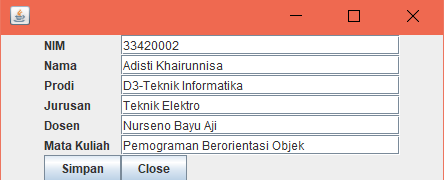 NIM 33420002
Nama Adisti Khairunnisa
Prodi D3-Teknik Informatika
Jurusan Teknik Elektro
Dosen Nurseno Bayu Aji
Mata Kuliah Pemograman Berorientasi Objek
Simpan Close